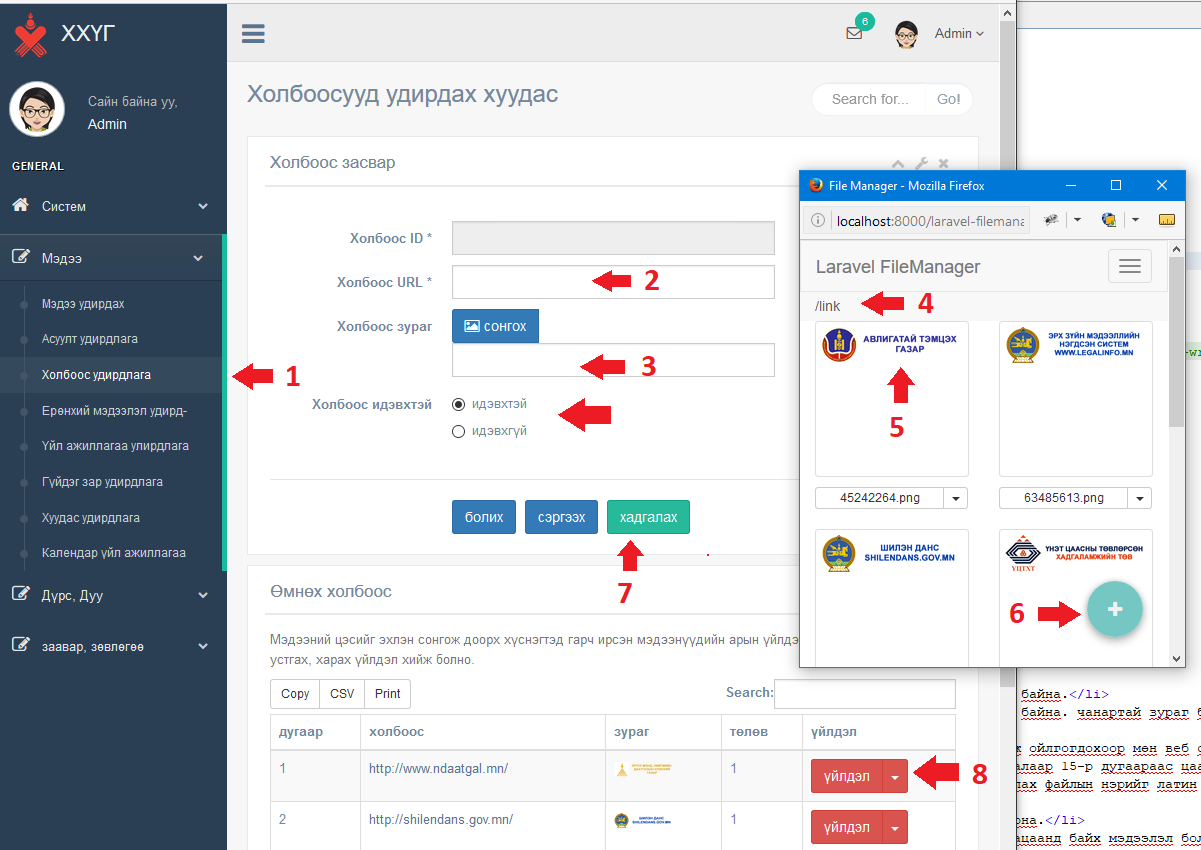 ХХҮГ
Сайн байна уу,
Admin
GENERAL
Систем
Мэдээ
Мэдээ удирдах
Асуулт удирдлага
Холбоос удирдлага
Ерөнхий мэдээлэл удирд-
Үйл ажиллагаа улирдлага
Гүйдэг зар удирдлага
Хуудас удирдлага
Календар үйл ажиллагаа
Дүрс, Дуу
заавар, зөвлөгөө
1
6
Admin
Холбоосууд удирдах хуудас
Search for...
Go!
Холбоос засвар
Холбоос ID *
Холбоос URL *
2
Холбоос зураг
сонгох
3
Холбоос идэвхтэй
идэвхтэй
идэвхгүй
болих
сэргээх
хадгалах
7
Өмнөх холбоос
Мэдээний цэсийг эхлэн сонгож доорх хүснэгтэд гарч ирсэн мэдээнүүдийн арын үйлдэ
устгах, харах үйлдэл хийж болно.
Copy
CSV
Print
Search:
дугаар
холбоос
зураг
төлөв
үйлдэл
1
http://www.ndaatgal.mn/
1
үйлдэл
8
2
http://shilendans.gov.mn/
ШИЛЭН ДАНС
SHILENDANS.GOV.MN
1
үйлдэл
File Manager - Mozilla Firefox
localhost:8000/laravel-filemana
Laravel FileManager
/link
4
АВЛИГАТАЙ ТЭМЦЭХ
ГАЗАР
5
45242264.png
ЭРХ ЗҮЙН МЭДЭЭЛЛИЙН
НЭГДСЭН СИСТЕМ
WWW.LEGALINFO.MN
63485613.png
ШИЛЭН ДАНС
SHILENDANS.GOV.MN
ҮЦТХТ
ҮНЭТ ЦААСНЫ ТӨВЛӨРСӨН
ХАДГАЛАМЖИЙН ТӨВ
6
байна.</li>
байна. чанартай зураг б
ж ойлгогдохоор мөн веб с
алаар 15-р дугаараас цаа
лах файлын нэрийг латин
рна.</li>
ацаанд байх мэдээлэл бол